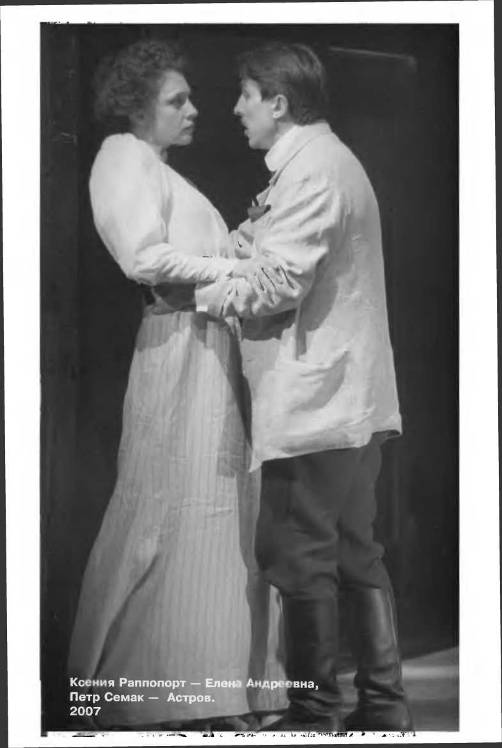 Ксения Раппопорт — Елена Андреевна,
Петр Семак — Астров.
2007